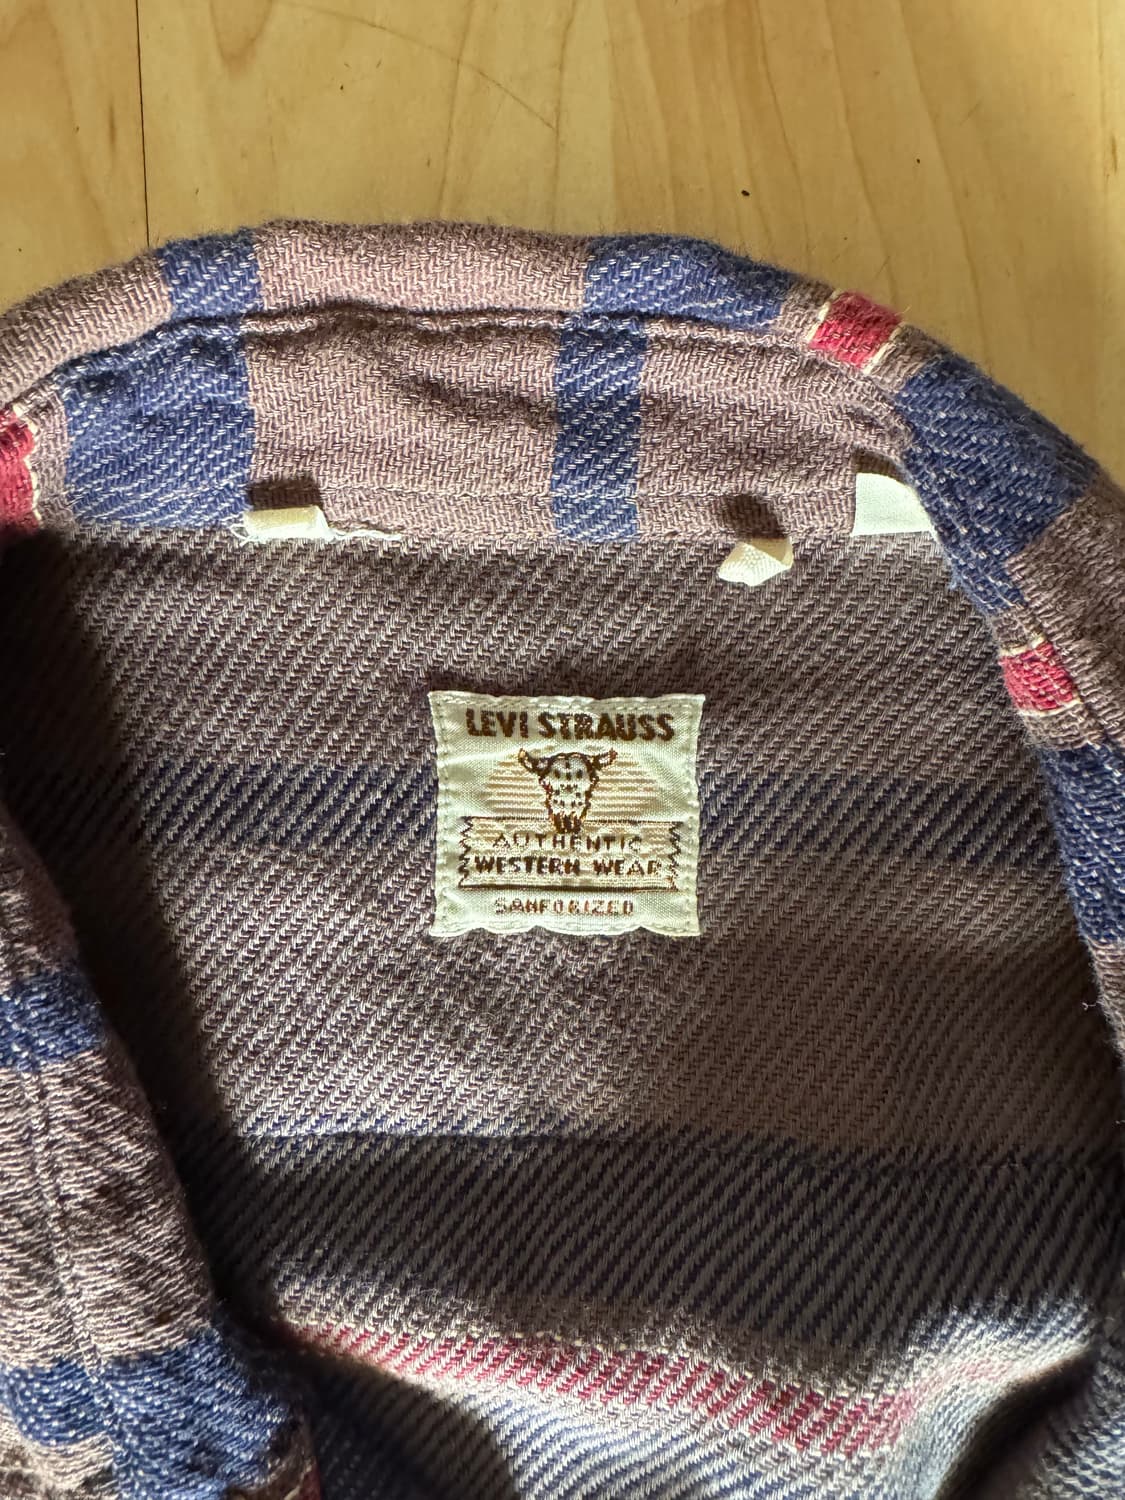 LEVI STRAUSS
AUTHENTIC
WESTERN WEAR
SANFORIZED